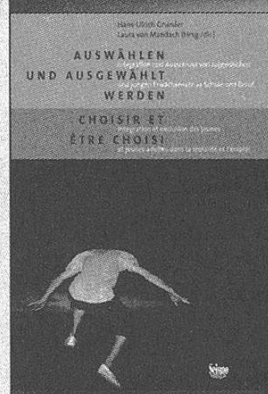 Hans-Ulrich Grunder
Laura von Mandach (Hrsg./éd.)
AUSWÄHLEN
Integration und Ausschluss von Jugendlichen
UND AUSGEWÄHLT
und jungen Erwachsenen in Schule und Beruf
WERDEN
CHOISIR ET
Intégration et exclusion des jeunes
ÊTRE CHOISI
et jeunes adultes dans la scolarité et l'emploi
Seismo